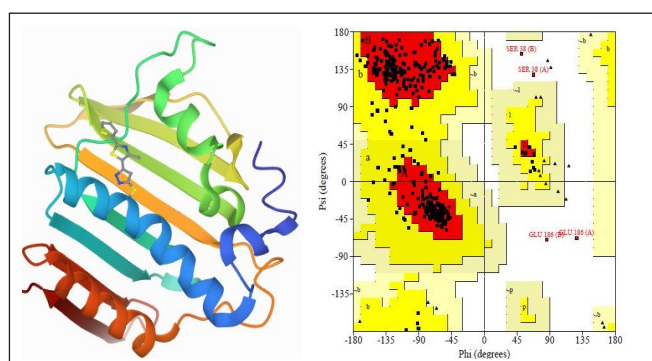 180
135
90
45
0
-45
-90
-135
Psi (degrees)
B
b
~b
SER 38 (B)
SER 38 (A)
~l
l
a
~a
GLU 186 (B)
GLU 186 (A)
~p
p
~b
b
-180 -135 -90 -45 0 45 90 135 180
Phi (degrees)